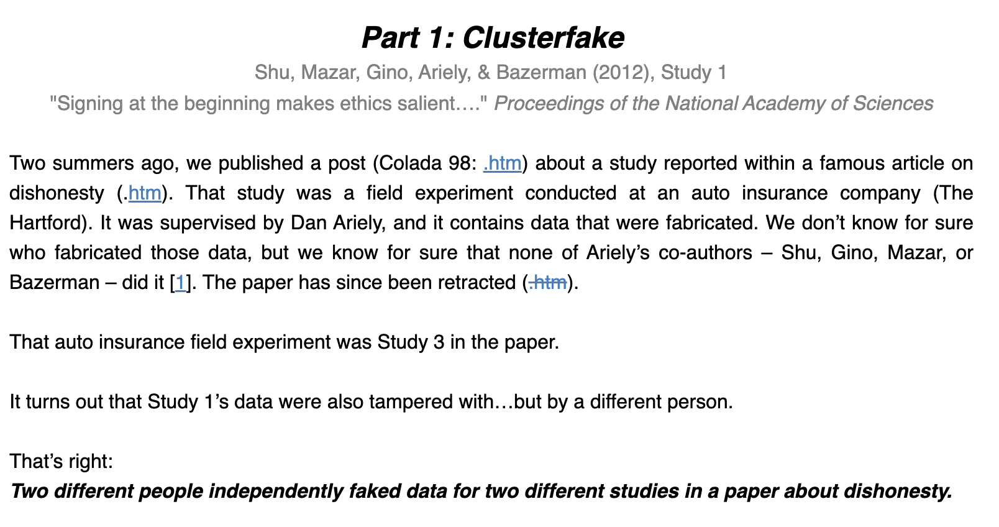 Part 1: Clusterfake
Shu, Mazar, Gino, Ariely, & Bazerman (2012), Study 1
"Signing at the beginning makes ethics salient…." Proceedings of the National Academy of Sciences
Two summers ago, we published a post (Colada 98: .htm) about a study reported within a famous article on
dishonesty (.htm). That study was a field experiment conducted at an auto insurance company (The
Hartford). It was supervised by Dan Ariely, and it contains data that were fabricated. We don’t know for sure
who fabricated those data, but we know for sure that none of Ariely’s co-authors – Shu, Gino, Mazar, or
Bazerman – did it [1]. The paper has since been retracted (.htm).
That auto insurance field experiment was Study 3 in the paper.
It turns out that Study 1’s data were also tampered with…but by a different person.
That’s right:
Two different people independently faked data for two different studies in a paper about dishonesty.